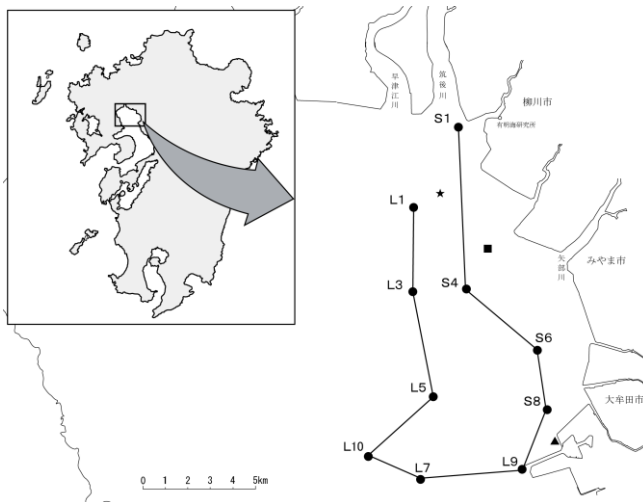 早津江川
筑後川
柳川市
有明海研究所
S1
L1
みやま市
矢部川
L3
S4
S6
L5
S8
大牟田市
L10
L7
L9
0 1 2 3 4 5km